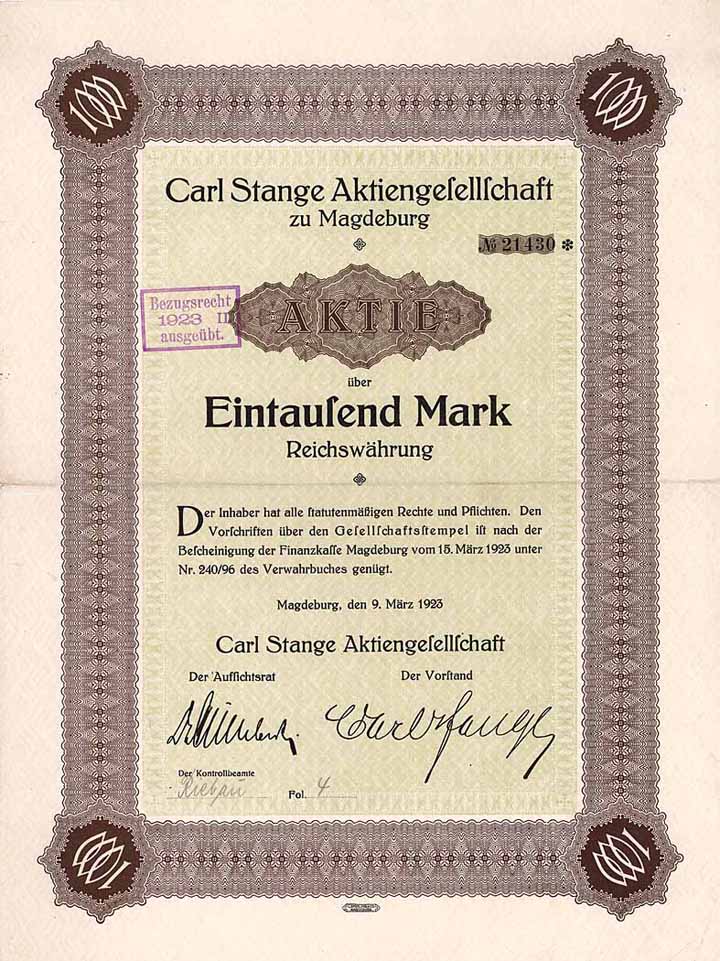 1000
1000
Carl Stange Aktiengeſellſchaft
zu Magdeburg
№ 21430 *
Bezugsrecht
1923 II
ausgeübt.
AKTIE
über
Eintauſend Mark
Reichswährung
Der Inhaber hat alle ſtatutenmäßigen Rechte und Pflichten. Den
Vorſchriften über den Geſellſchaftsſtempel iſt nach der
Beſcheinigung der Finanzkaſſe Magdeburg vom 15. März 1923 unter
Nr. 240/96 des Verwahrbuches genügt.
Magdeburg, den 9. März 1923
Carl Stange Aktiengeſellſchaft
Der Aufſichtsrat
Der Vorſtand
Carl Stange
Der Kontrollbeamte
Fol. 4
1000
1000